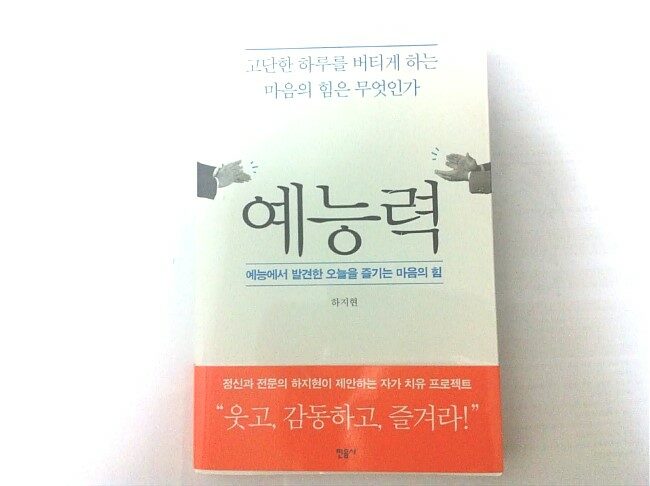 고단한 하루를 버티게 하는
마음의 힘은 무엇인가
예능력
예능에서 발견한 오늘을 즐기는 마음의 힘
하지현
정신과 전문의 하지현이 제안하는 자가 치유 프로젝트
“웃고, 감동하고, 즐겨라!”
민음사